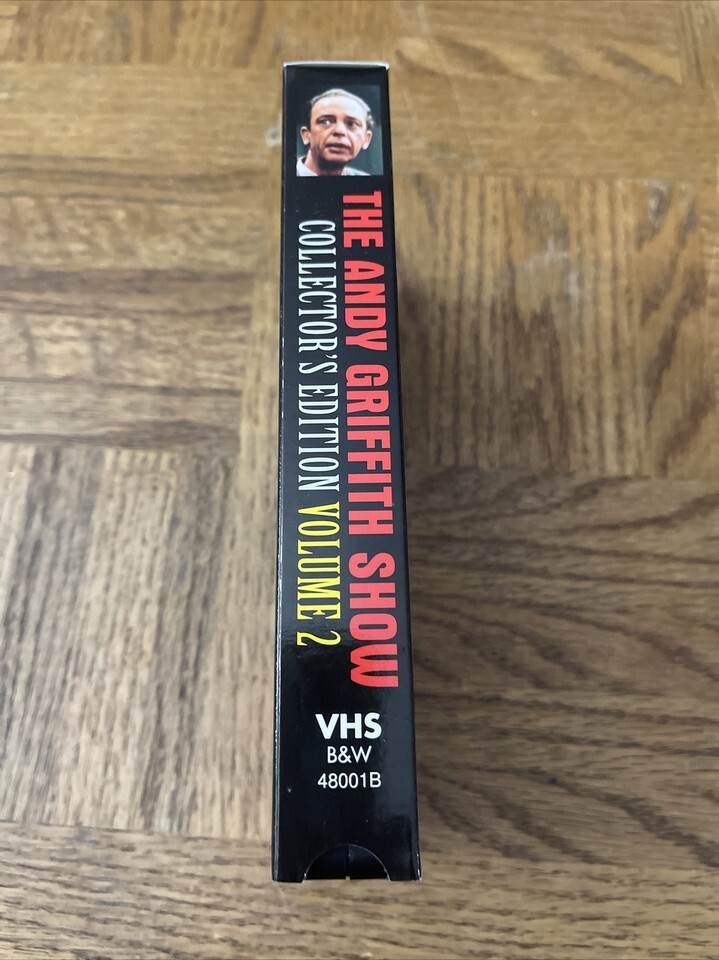 THE ANDY GRIFFITH SHOW
COLLECTOR'S EDITION VOLUME 2
VHS
B&W
48001B